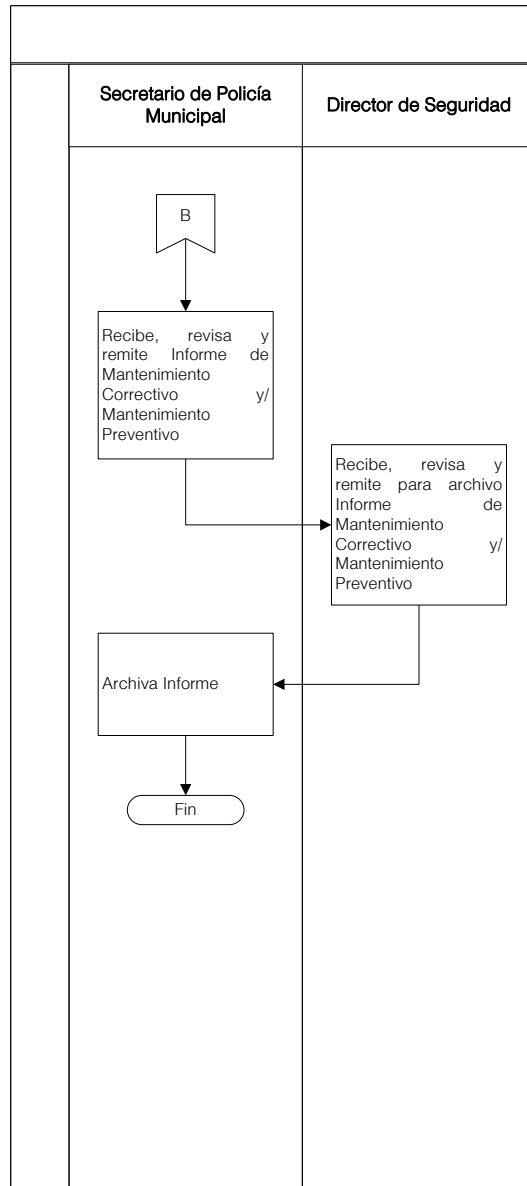 Secretario de Policía
Municipal
Director de Seguridad
B
Recibe, revisa y
remite Informe de
Mantenimiento
Correctivo y/
Mantenimiento
Preventivo
Recibe, revisa y
remite para archivo
Informe de
Mantenimiento
Correctivo y/
Mantenimiento
Preventivo
Archiva Informe
Fin